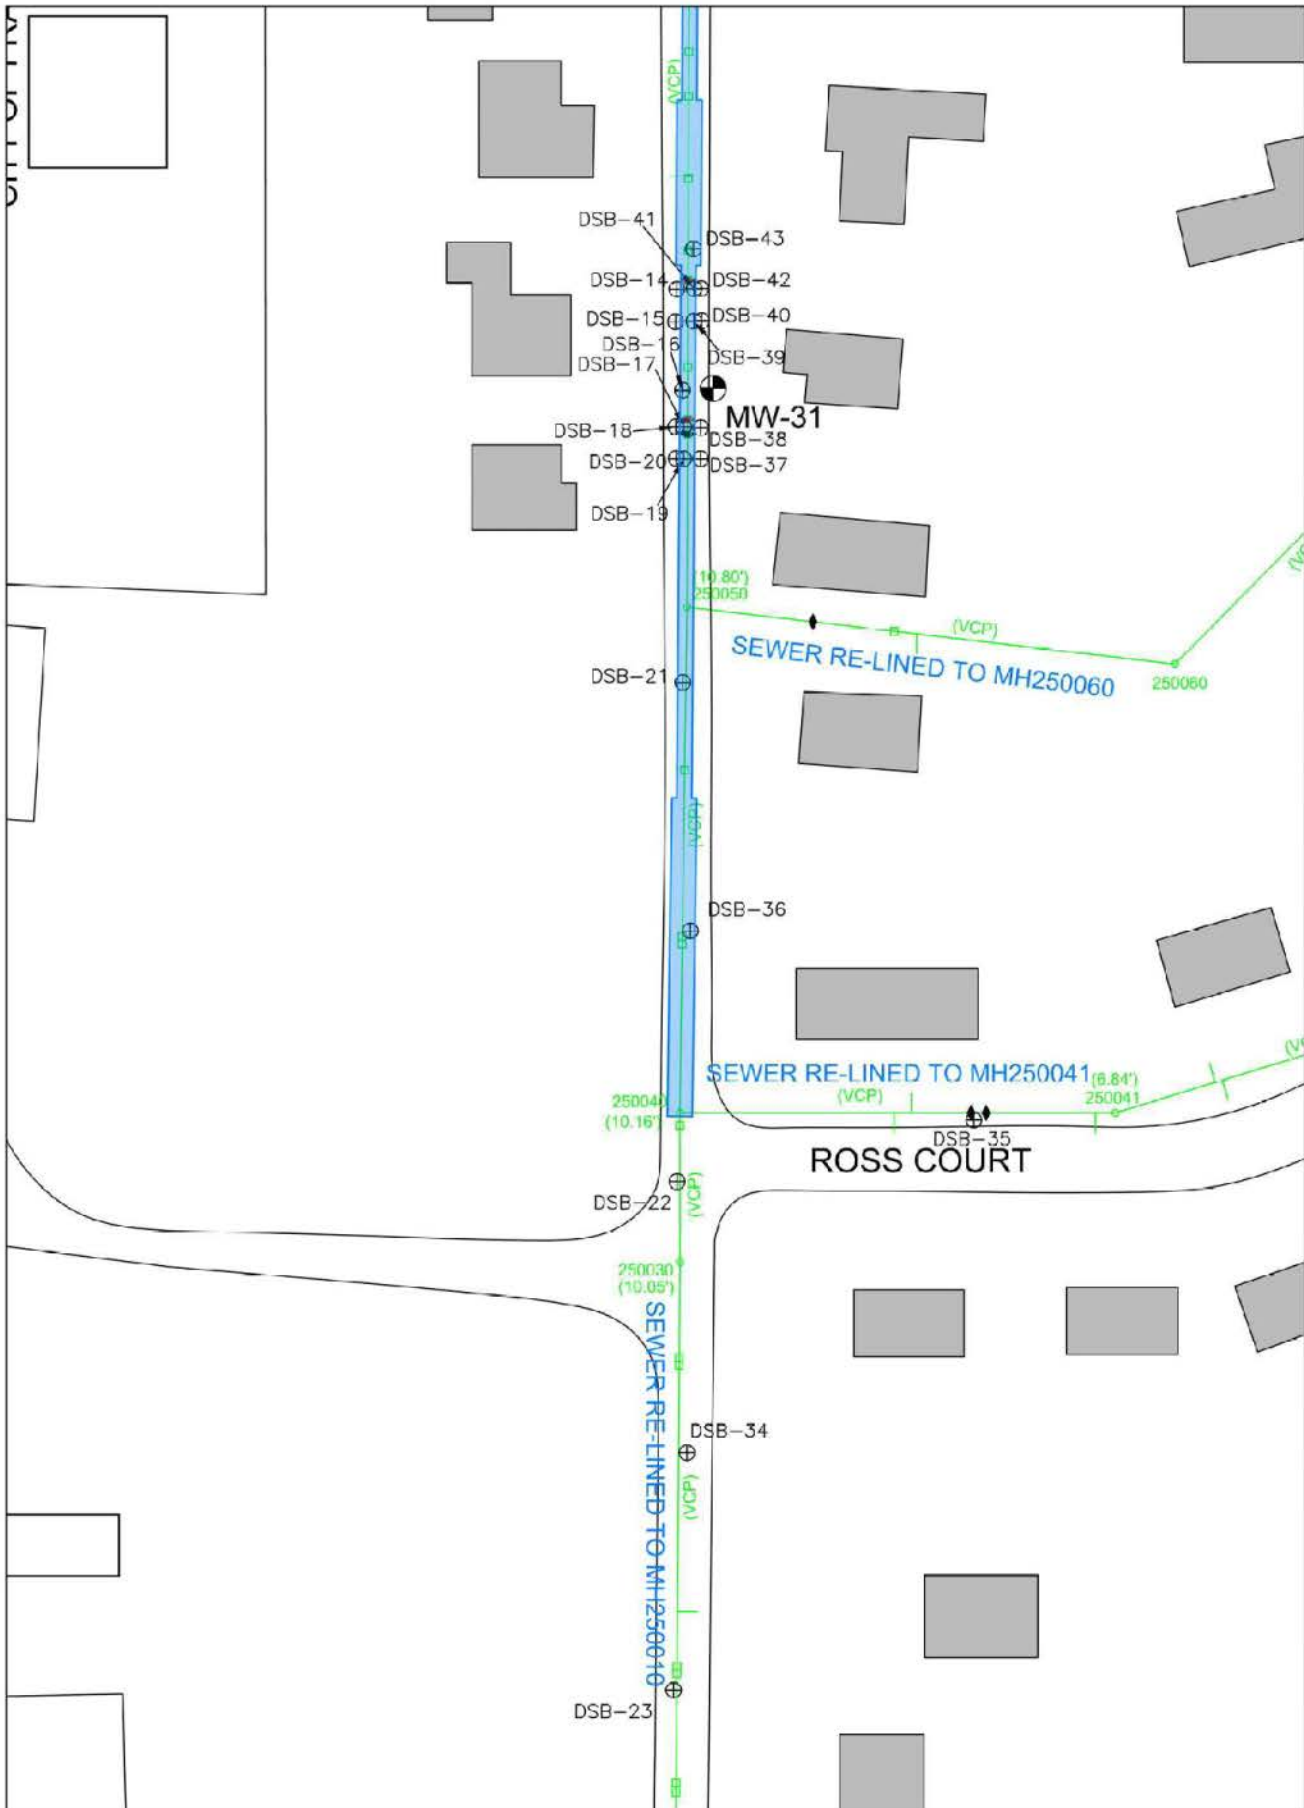 (VCP)
DSB-41
DSB-43
DSB-14
DSB-42
DSB-15
DSB-40
DSB-16
DSB-17
DSB-39
MW-31
DSB-18
DSB-38
DSB-20
DSB-37
DSB-19
(10.80')
250050
(VCP)
SEWER RE-LINED TO MH250060
250060
DSB-21
(VCP)
DSB-36
SEWER RE-LINED TO MH250041
(6.84')
250041
(VCP)
250040
(10.16')
DSB-35
ROSS COURT
DSB-22
(VCP)
250030
(10.05')
SEWER RE-LINED TO MH250010
DSB-34
(VCP)
DSB-23